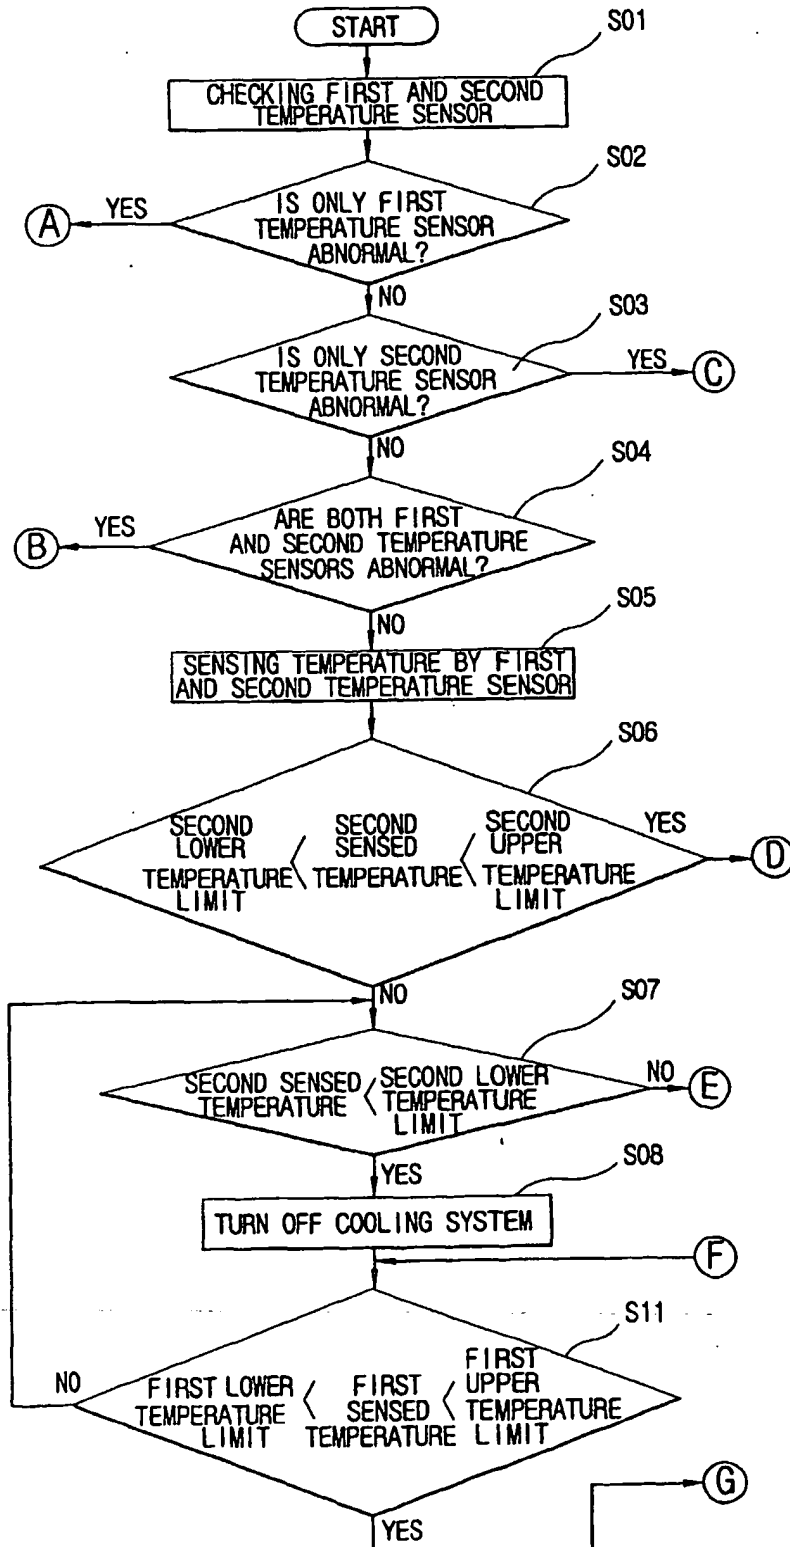 START
S01
CHECKING FIRST AND SECOND
TEMPERATURE SENSOR
S02
IS ONLY FIRST
TEMPERATURE SENSOR
ABNORMAL?
YES
A
NO
S03
IS ONLY SECOND
TEMPERATURE SENSOR
ABNORMAL?
YES
C
NO
S04
ARE BOTH FIRST
AND SECOND TEMPERATURE
SENSORS ABNORMAL?
YES
B
NO
S05
SENSING TEMPERATURE BY FIRST
AND SECOND TEMPERATURE SENSOR
S06
SECOND
LOWER
TEMPERATURE
LIMIT
<
SECOND
SENSED
TEMPERATURE
<
SECOND
UPPER
TEMPERATURE
LIMIT
YES
D
NO
S07
SECOND SENSED
TEMPERATURE
<
SECOND LOWER
TEMPERATURE
LIMIT
NO
E
YES
S08
TURN OFF COOLING SYSTEM
F
S11
NO
FIRST LOWER
TEMPERATURE
LIMIT
<
FIRST
SENSED
TEMPERATURE
<
FIRST
UPPER
TEMPERATURE
LIMIT
G
YES